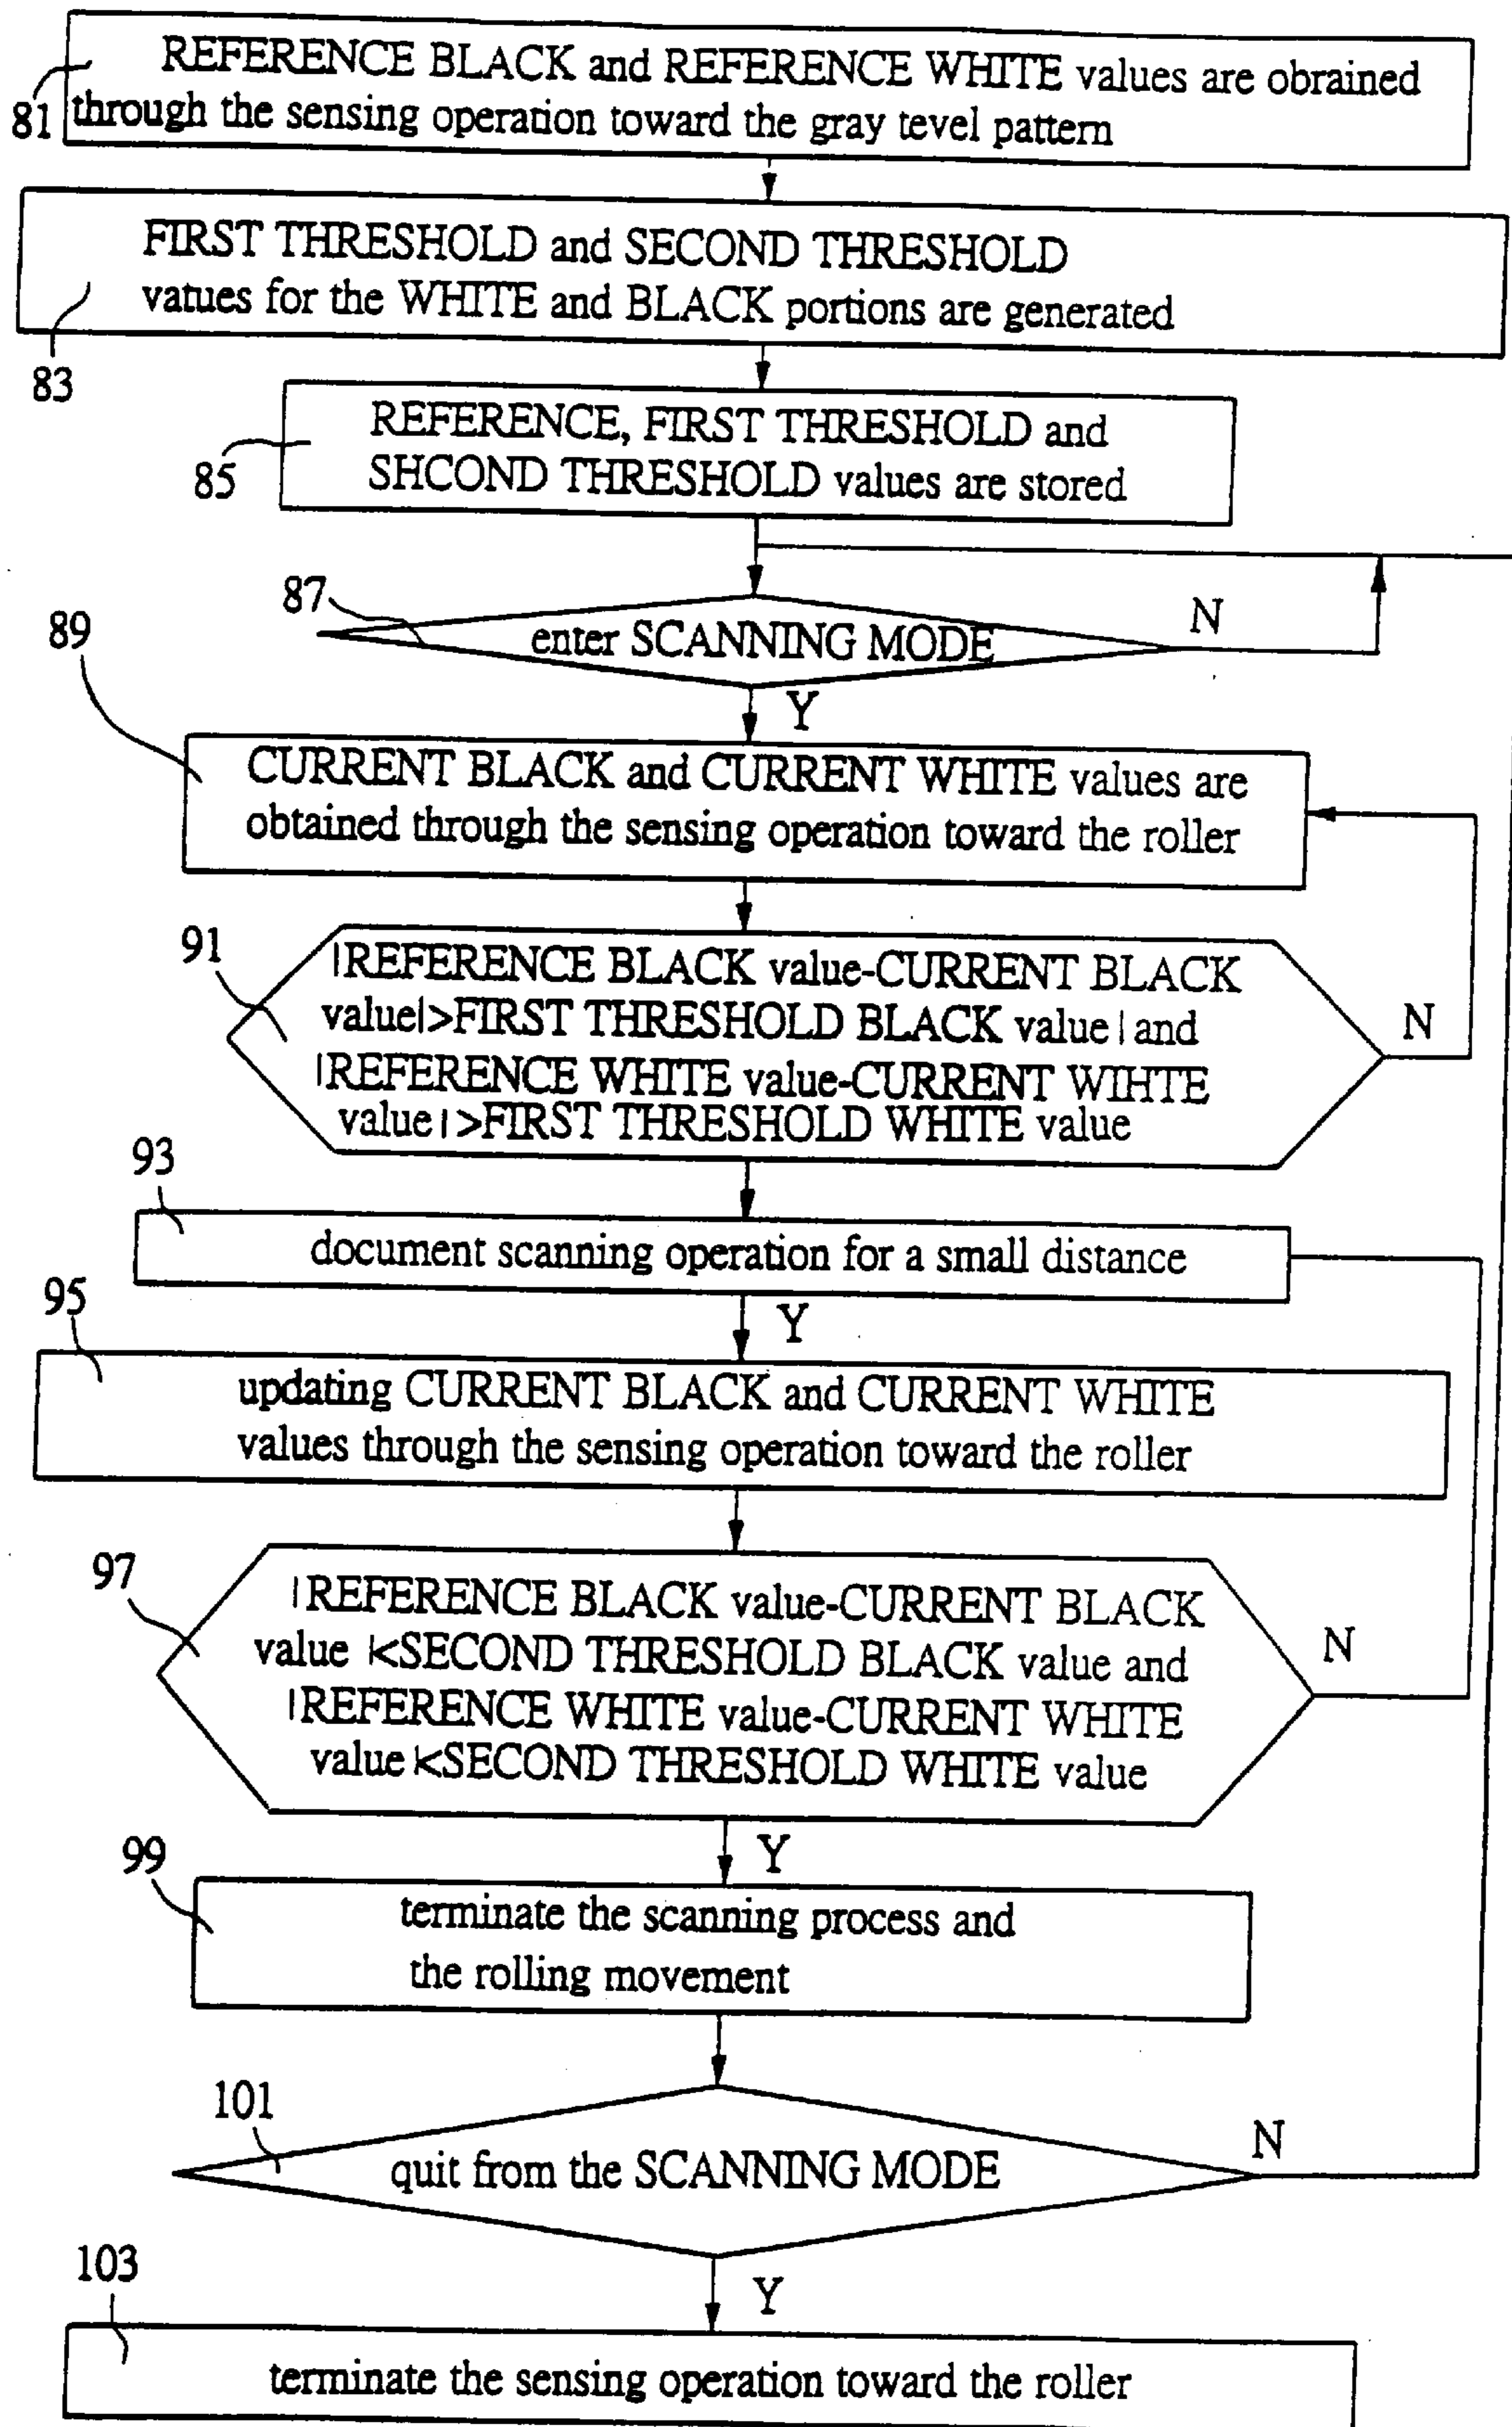 REFERENCE BLACK and REFERENCE WHITE values are obrained
81
through the sensing operation toward the gray tevel pattern
FIRST THRESHOLD and SECOND THRESHOLD
vatues for the WHITE and BLACK portions are generated
83
REFERENCE, FIRST THRESHOLD and
85
SHCOND THRESHOLD values are stored
87
N
89
enter SCANNING MODE
Y
CURRENT BLACK and CURRENT WHITE values are
obtained through the sensing operation toward the roller
91
|REFERENCE BLACK value-CURRENT BLACK
value|>FIRST THRESHOLD BLACK value | and
N
|REFERENCE WHITE value-CURRENT WIHTE
value | >FIRST THRESHOLD WHITE value
93
document scanning operation for a small distance
95
Y
updating CURRENT BLACK and CURRENT WHITE
values through the sensing operation toward the roller
97
| REFERENCE BLACK value-CURRENT BLACK
value |<SECOND THRESHOLD BLACK value and
N
|REFERENCE WHITE value-CURRENT WHITE
value |<SECOND THRESHOLD WHITE value
99
Y
terminate the scanning process and
the rolling movement
101
N
quit from the SCANNING MODE
103
Y
terminate the sensing operation toward the roller